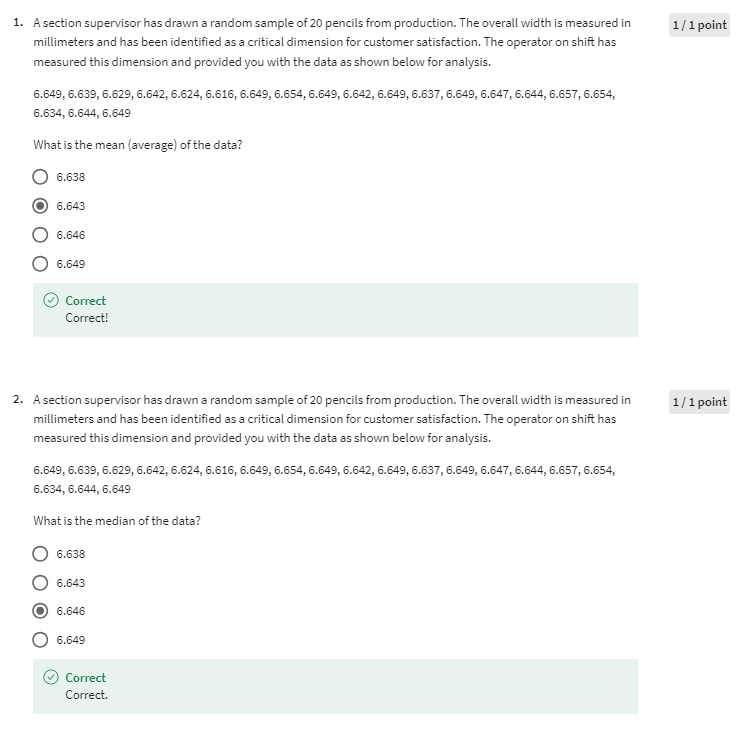 1. A section supervisor has drawn a random sample of 20 pencils from production. The overall width is measured in
1 / 1 point
millimeters and has been identified as a critical dimension for customer satisfaction. The operator on shift has
measured this dimension and provided you with the data as shown below for analysis.
6.649, 6.639, 6.629, 6.642, 6.624, 6.616, 6.649, 6.654, 6.649, 6.642, 6.649, 6.637, 6.649, 6.647, 6.644, 6.657, 6.654,
6.634, 6.644, 6.649
What is the mean (average) of the data?
6.638
6.643
6.646
6.649
Correct
Correct!
2. A section supervisor has drawn a random sample of 20 pencils from production. The overall width is measured in
1 / 1 point
millimeters and has been identified as a critical dimension for customer satisfaction. The operator on shift has
measured this dimension and provided you with the data as shown below for analysis.
6.649, 6.639, 6.629, 6.642, 6.624, 6.616, 6.649, 6.654, 6.649, 6.642, 6.649, 6.637, 6.649, 6.647, 6.644, 6.657, 6.654,
6.634, 6.644, 6.649
What is the median of the data?
6.638
6.643
6.646
6.649
Correct
Correct.